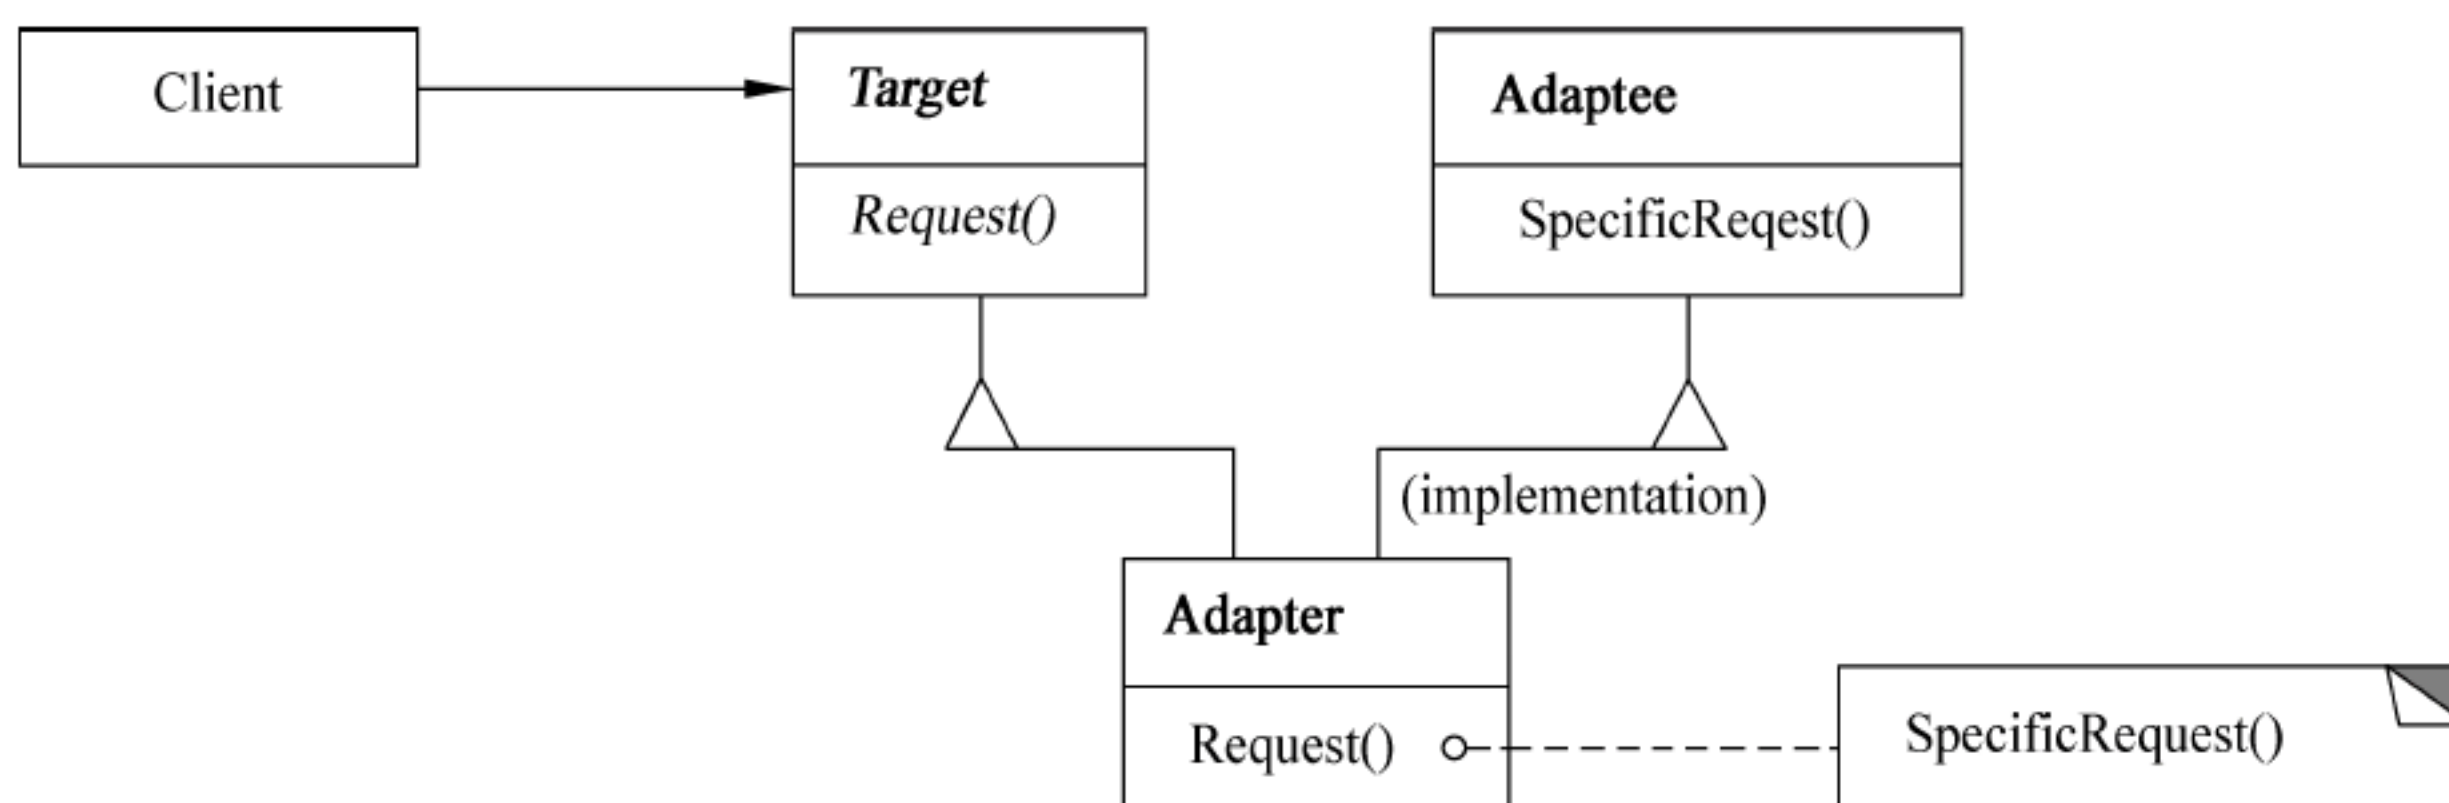 Client
Target
Request()
Adaptee
SpecificReqest()
(implementation)
Adapter
Request()
SpecificRequest()